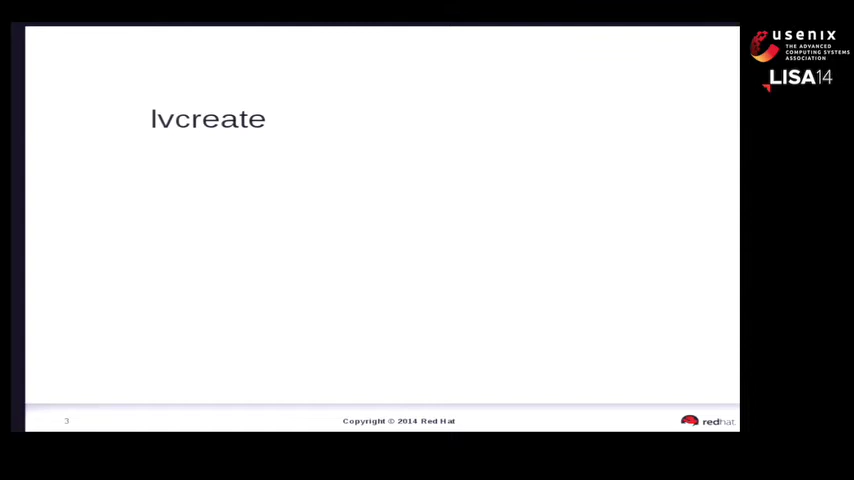 usenix
THE ADVANCED
COMPUTING SYSTEMS
ASSOCIATION
LISA14
lvcreate
3
Copyright © 2014 Red Hat
redhat.